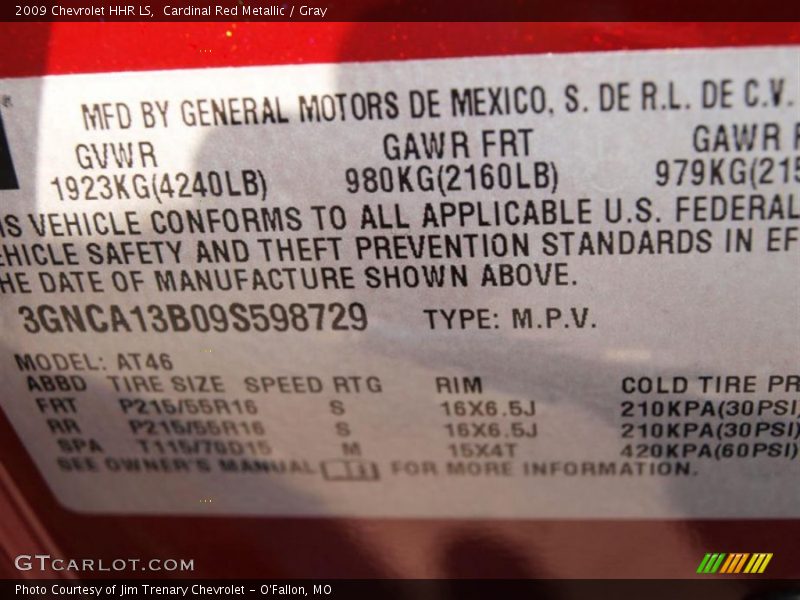 2009 Chevrolet HHR LS,  Cardinal Red Metallic / Gray
MFD BY GENERAL MOTORS DE MEXICO, S. DE R.L. DE C.V.
GVWR GAWR FRT GAWR
1923KG(4240LB) 980KG(2160LB) 979KG(215
IS VEHICLE CONFORMS TO ALL APPLICABLE U.S. FEDERAL
EHICLE SAFETY AND THEFT PREVENTION STANDARDS IN EF
HE DATE OF MANUFACTURE SHOWN ABOVE.
3GNCA13B09S598729 TYPE: M.P.V.
MODEL: AT46
ABBD TIRE SIZE SPEED RTG RIM COLD TIRE PR
FRT P215/55R16 S 16X6.5J 210KPA(30PSI)
RR P215/55R16 S 16X6.5J 210KPA(30PSI)
SPA T115/70D15 M 15X4T 420KPA(60PSI)
SEE OWNER'S MANUAL FOR MORE INFORMATION.
GTCARLOT.COM
Photo Courtesy of Jim Trenary Chevrolet - O'Fallon, MO